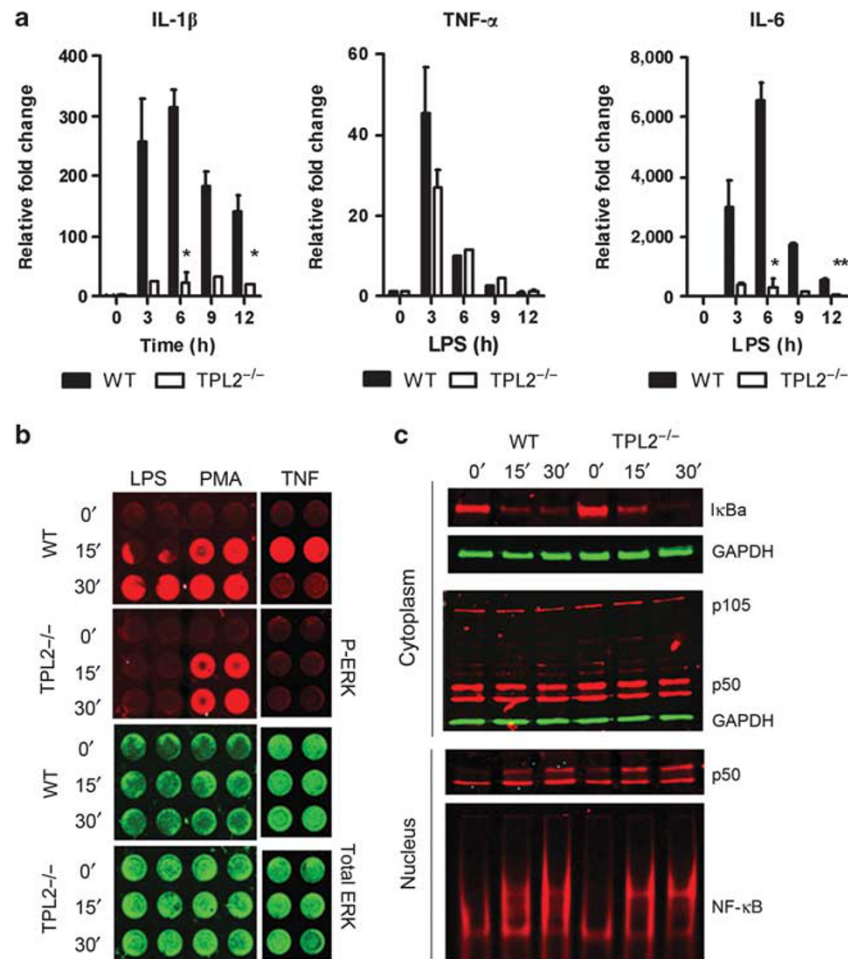 a
IL-1β
TNF-α
IL-6
Relative fold change
400
300
200
100
0
*
*
0 3 6 9 12
Time (h)
WT TPL2−/−
Relative fold change
60
40
20
0
0 3 6 9 12
LPS (h)
WT TPL2−/−
Relative fold change
8,000
6,000
4,000
2,000
0
*
**
0 3 6 9 12
LPS (h)
WT TPL2−/−
b
LPS PMA TNF
WT
0′
15′
30′
TPL2−/−
0′
15′
30′
P-ERK
WT
0′
15′
30′
TPL2−/−
0′
15′
30′
Total ERK
c
WT TPL2−/−
0′ 15′ 30′ 0′ 15′ 30′
Cytoplasm
IκBa
GAPDH
p105
p50
GAPDH
Nucleus
p50
NF-κB